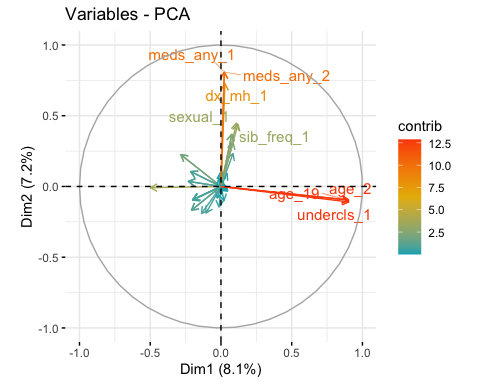 Variables - PCA
1.0
meds_any_1
meds_any_2
dx_mh_1
0.5
sexual_1
sib_freq_1
0.0
age_2
undercls_1
-0.5
-1.0
-1.0
-0.5
0.0
0.5
1.0
Dim1 (8.1%)
Dim2 (7.2%)
contrib
12.5
10.0
7.5
5.0
2.5